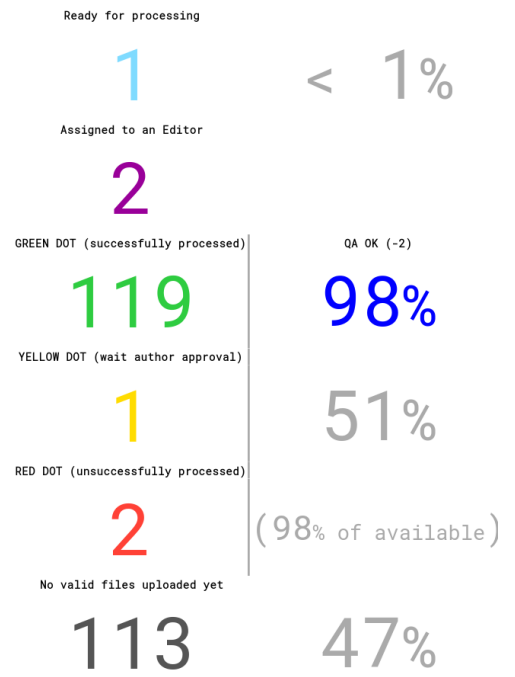 Ready for processing
1 < 1%
Assigned to an Editor
2
GREEN DOT (successfully processed) QA OK (-2)
119 98%
YELLOW DOT (wait author approval)
1 51%
RED DOT (unsuccessfully processed)
2 (98% of available)
No valid files uploaded yet
113 47%